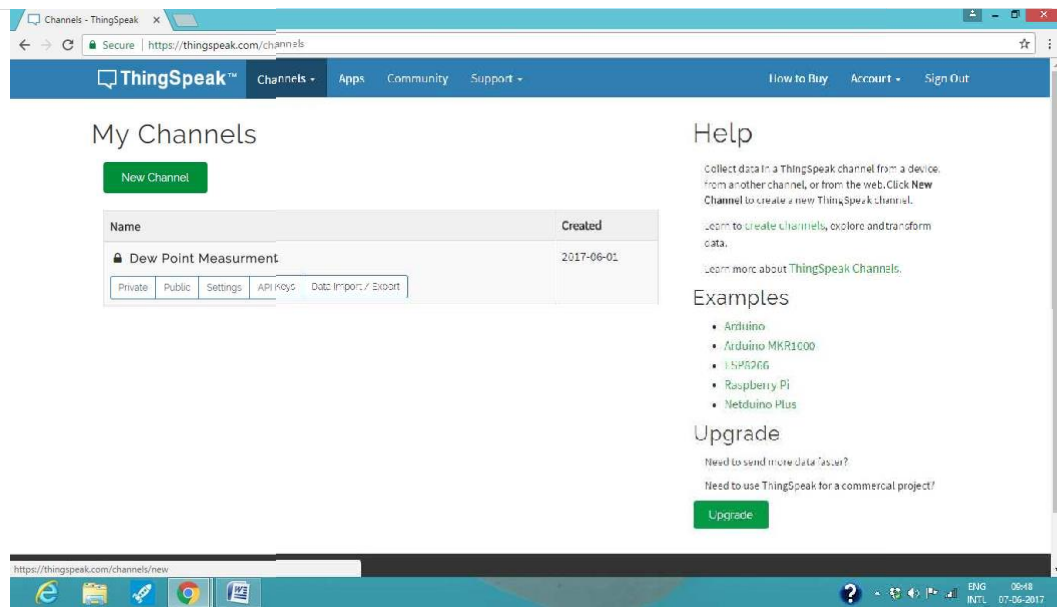 Channels - ThingSpeak
Secure | https://thingspeak.com/channels
ThingSpeak™ Channels Apps Community Support How to Buy Account Sign Out
My Channels
New Channel
Name Created
Dew Point Measurment 2017-06-01
Private Public Settings API Keys Data Import / Export
Help
Collect data in a ThingSpeak channel from a device,
from another channel, or from the web. Click New
Channel to create a new ThingSpeak channel.
Learn to create channels, explore and transform
data.
Learn more about ThingSpeak Channels.
Examples
Arduino
Arduino MKR1000
ESP8266
Raspberry Pi
Netduino Plus
Upgrade
Need to send more data faster?
Need to use ThingSpeak for a commercial project?
Upgrade
https://thingspeak.com/channels/new
ENG 09:48
INTL 07-06-2017